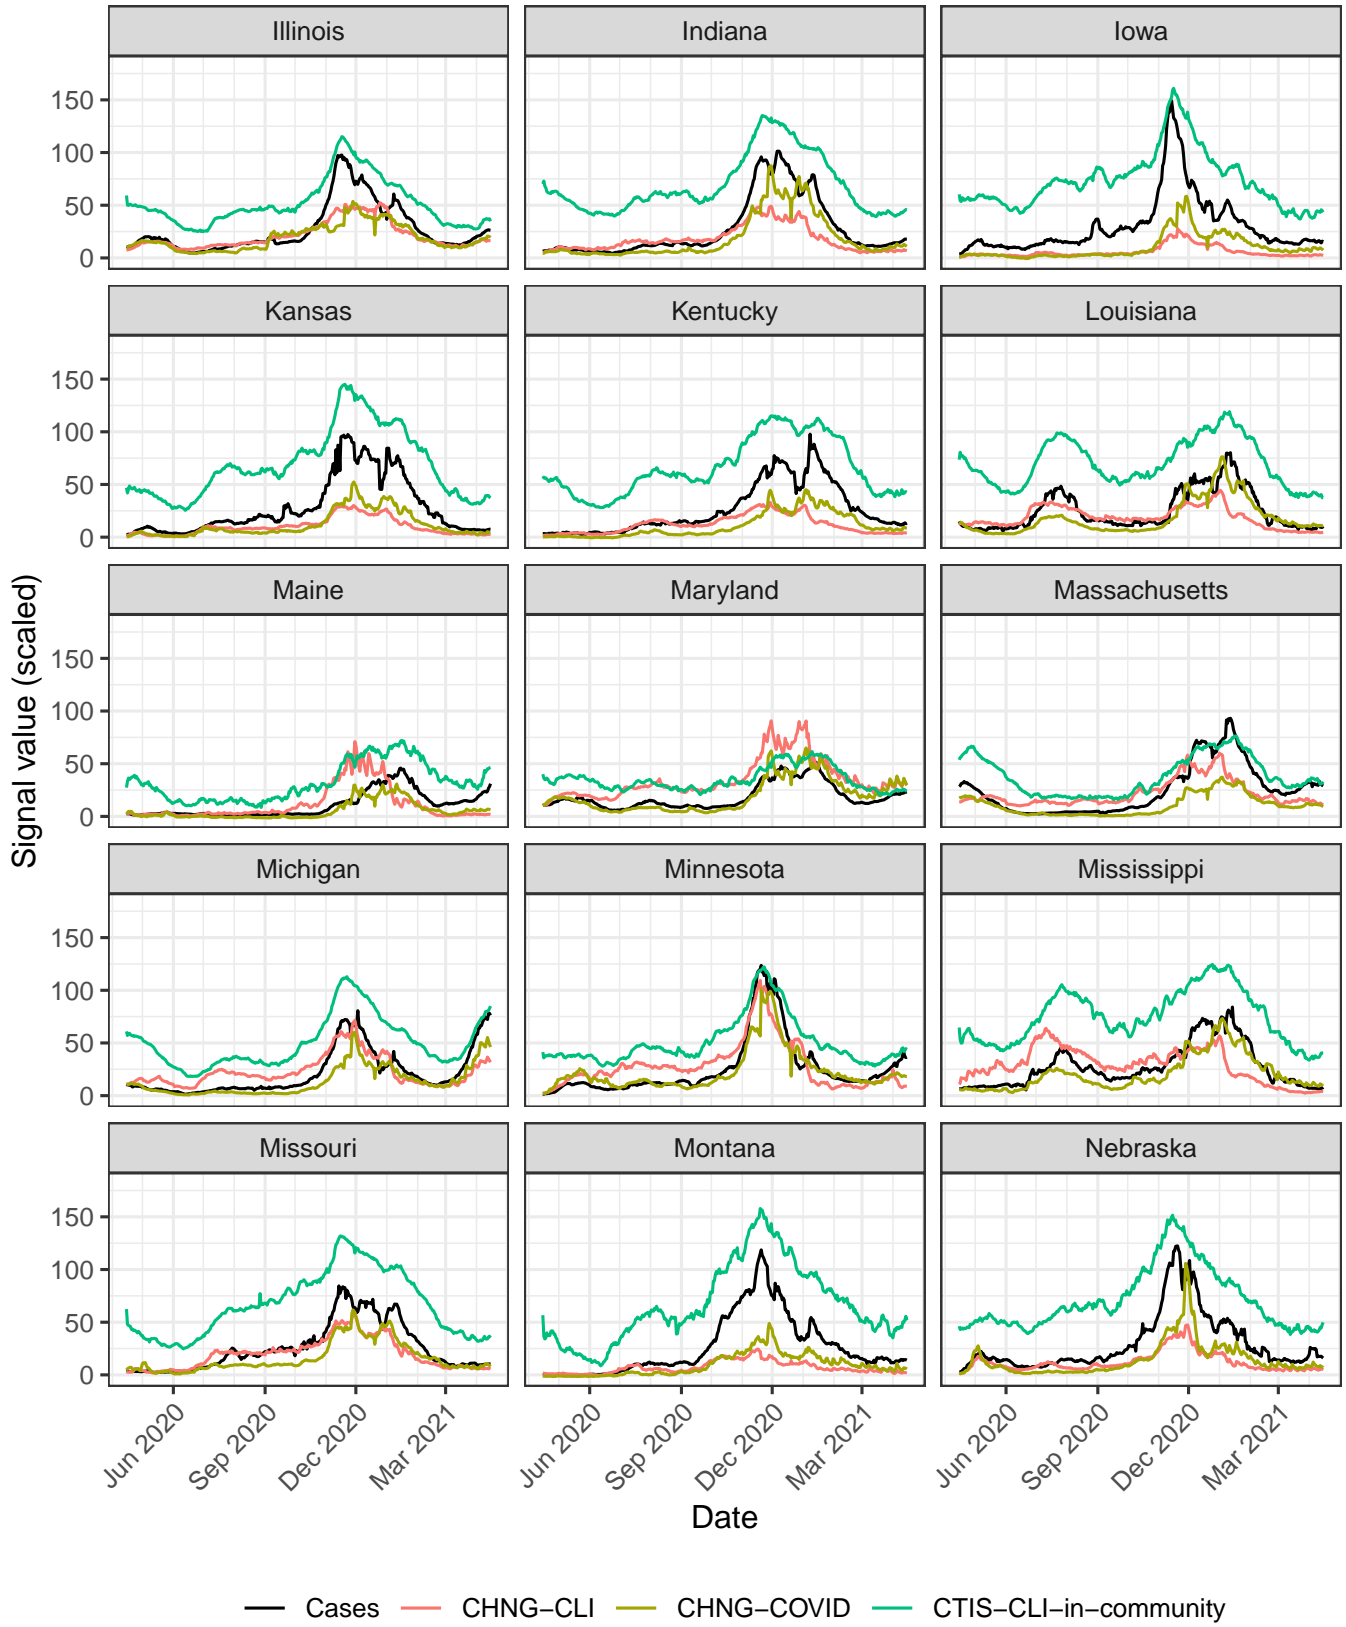 Illinois Indiana Iowa
150
100
50
0
Kansas Kentucky Louisiana
150
100
50
0
Maine Maryland Massachusetts
150
100
50
0
Signal value (scaled)
Michigan Minnesota Mississippi
150
100
50
0
Missouri Montana Nebraska
150
100
50
0
Jun 2020 Sep 2020 Dec 2020 Mar 2021 Jun 2020 Sep 2020 Dec 2020 Mar 2021 Jun 2020 Sep 2020 Dec 2020 Mar 2021
Date
Cases CHNG−CLI CHNG−COVID CTIS−CLI−in−community